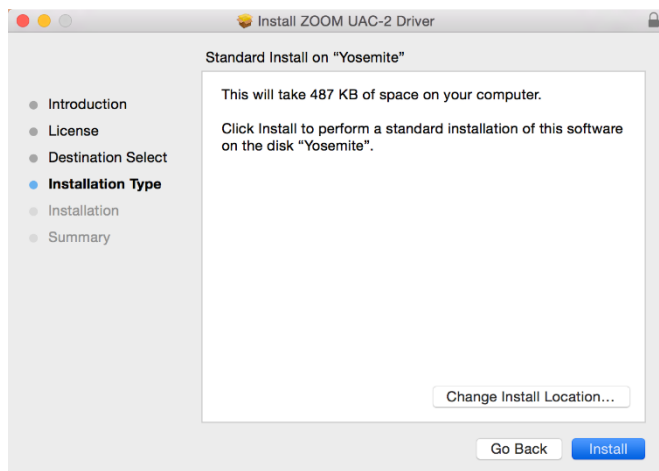 Install ZOOM UAC-2 Driver
Standard Install on “Yosemite”
Introduction
License
Destination Select
Installation Type
Installation
Summary
This will take 487 KB of space on your computer.
Click Install to perform a standard installation of this software
on the disk “Yosemite”.
Change Install Location...
Go Back
Install